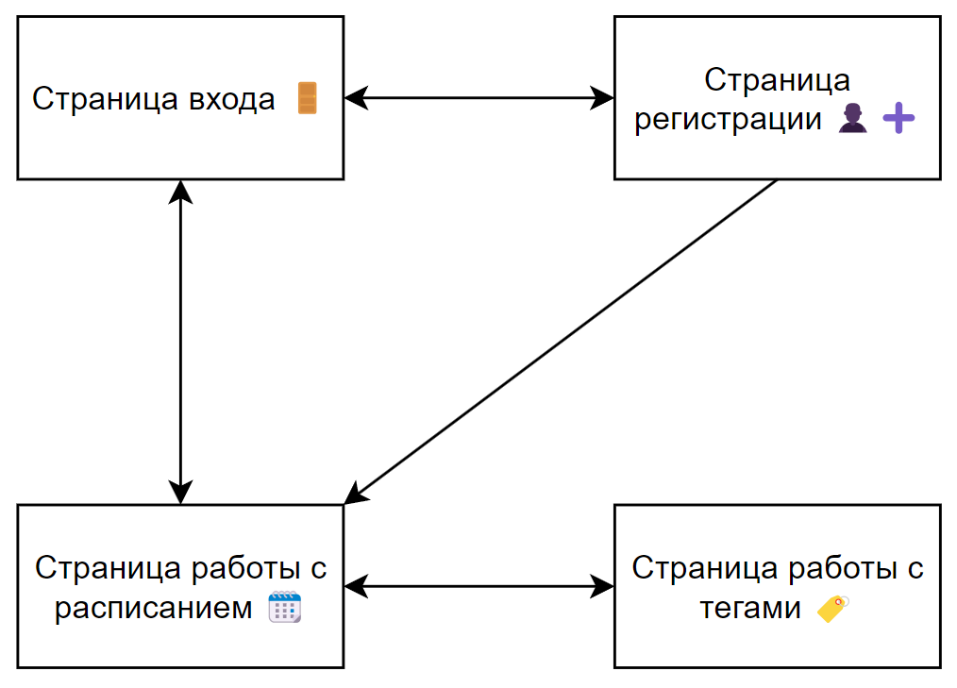 Страница входа 🚪
Страница
регистрации 👤 ➕
Страница работы с
расписанием 🗓️
Страница работы с
тегами 🏷️